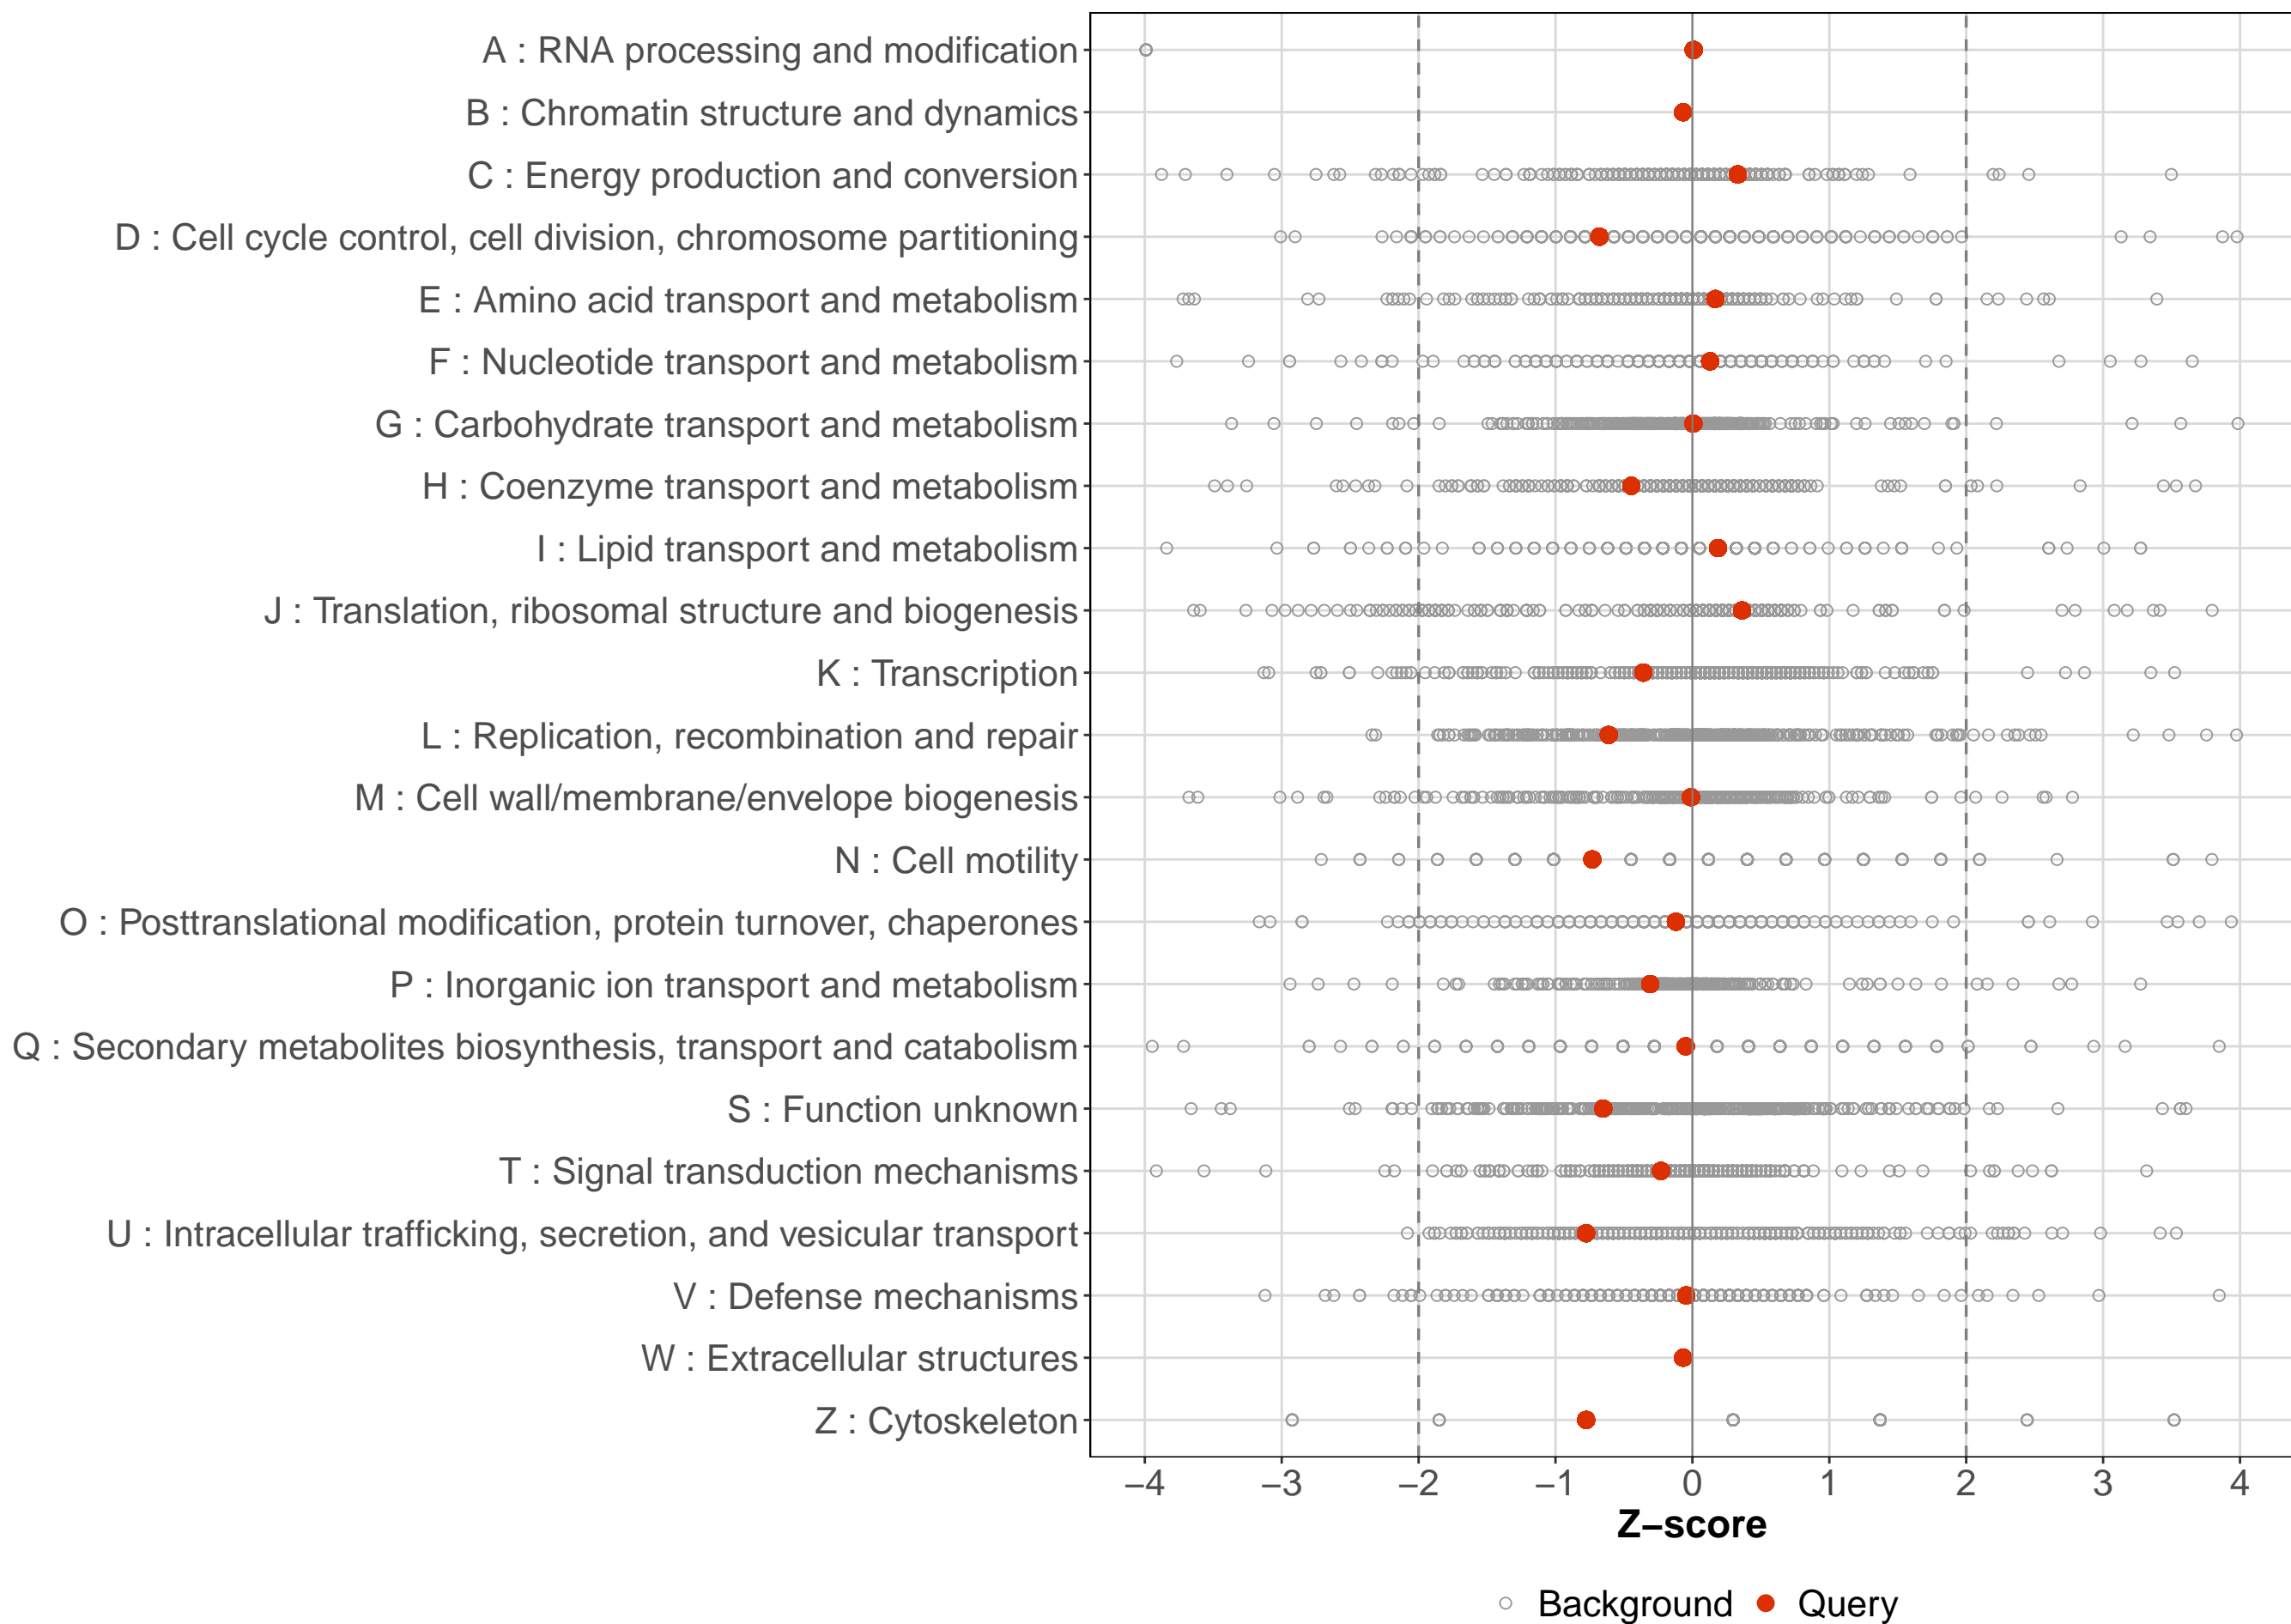 A : RNA processing and modification
B : Chromatin structure and dynamics
C : Energy production and conversion
D : Cell cycle control, cell division, chromosome partitioning
E : Amino acid transport and metabolism
F : Nucleotide transport and metabolism
G : Carbohydrate transport and metabolism
H : Coenzyme transport and metabolism
I : Lipid transport and metabolism
J : Translation, ribosomal structure and biogenesis
K : Transcription
L : Replication, recombination and repair
M : Cell wall/membrane/envelope biogenesis
N : Cell motility
O : Posttranslational modification, protein turnover, chaperones
P : Inorganic ion transport and metabolism
Q : Secondary metabolites biosynthesis, transport and catabolism
S : Function unknown
T : Signal transduction mechanisms
U : Intracellular trafficking, secretion, and vesicular transport
V : Defense mechanisms
W : Extracellular structures
Z : Cytoskeleton
−4 −3 −2 −1 0 1 2 3 4
Z−score
Background Query